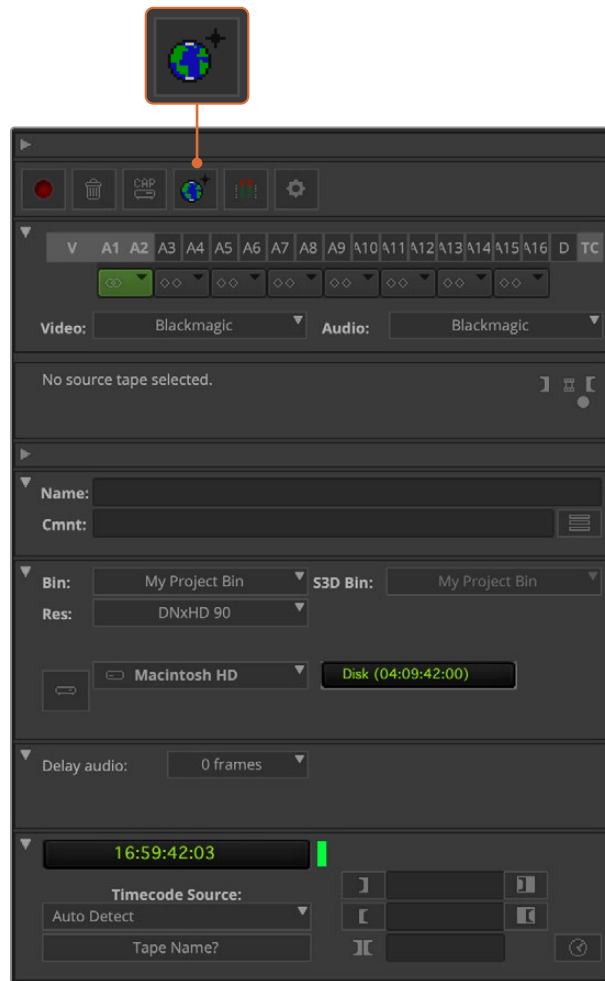 CAP
V A1 A2 A3 A4 A5 A6 A7 A8 A9 A10 A11 A12 A13 A14 A15 A16 D TC
Video: Blackmagic Audio: Blackmagic
No source tape selected.
Name:
Cmnt:
Bin: My Project Bin S3D Bin: My Project Bin
Res: DNxHD 90
Macintosh HD Disk (04:09:42:00)
Delay audio: 0 frames
16:59:42:03
Timecode Source:
Auto Detect
Tape Name?